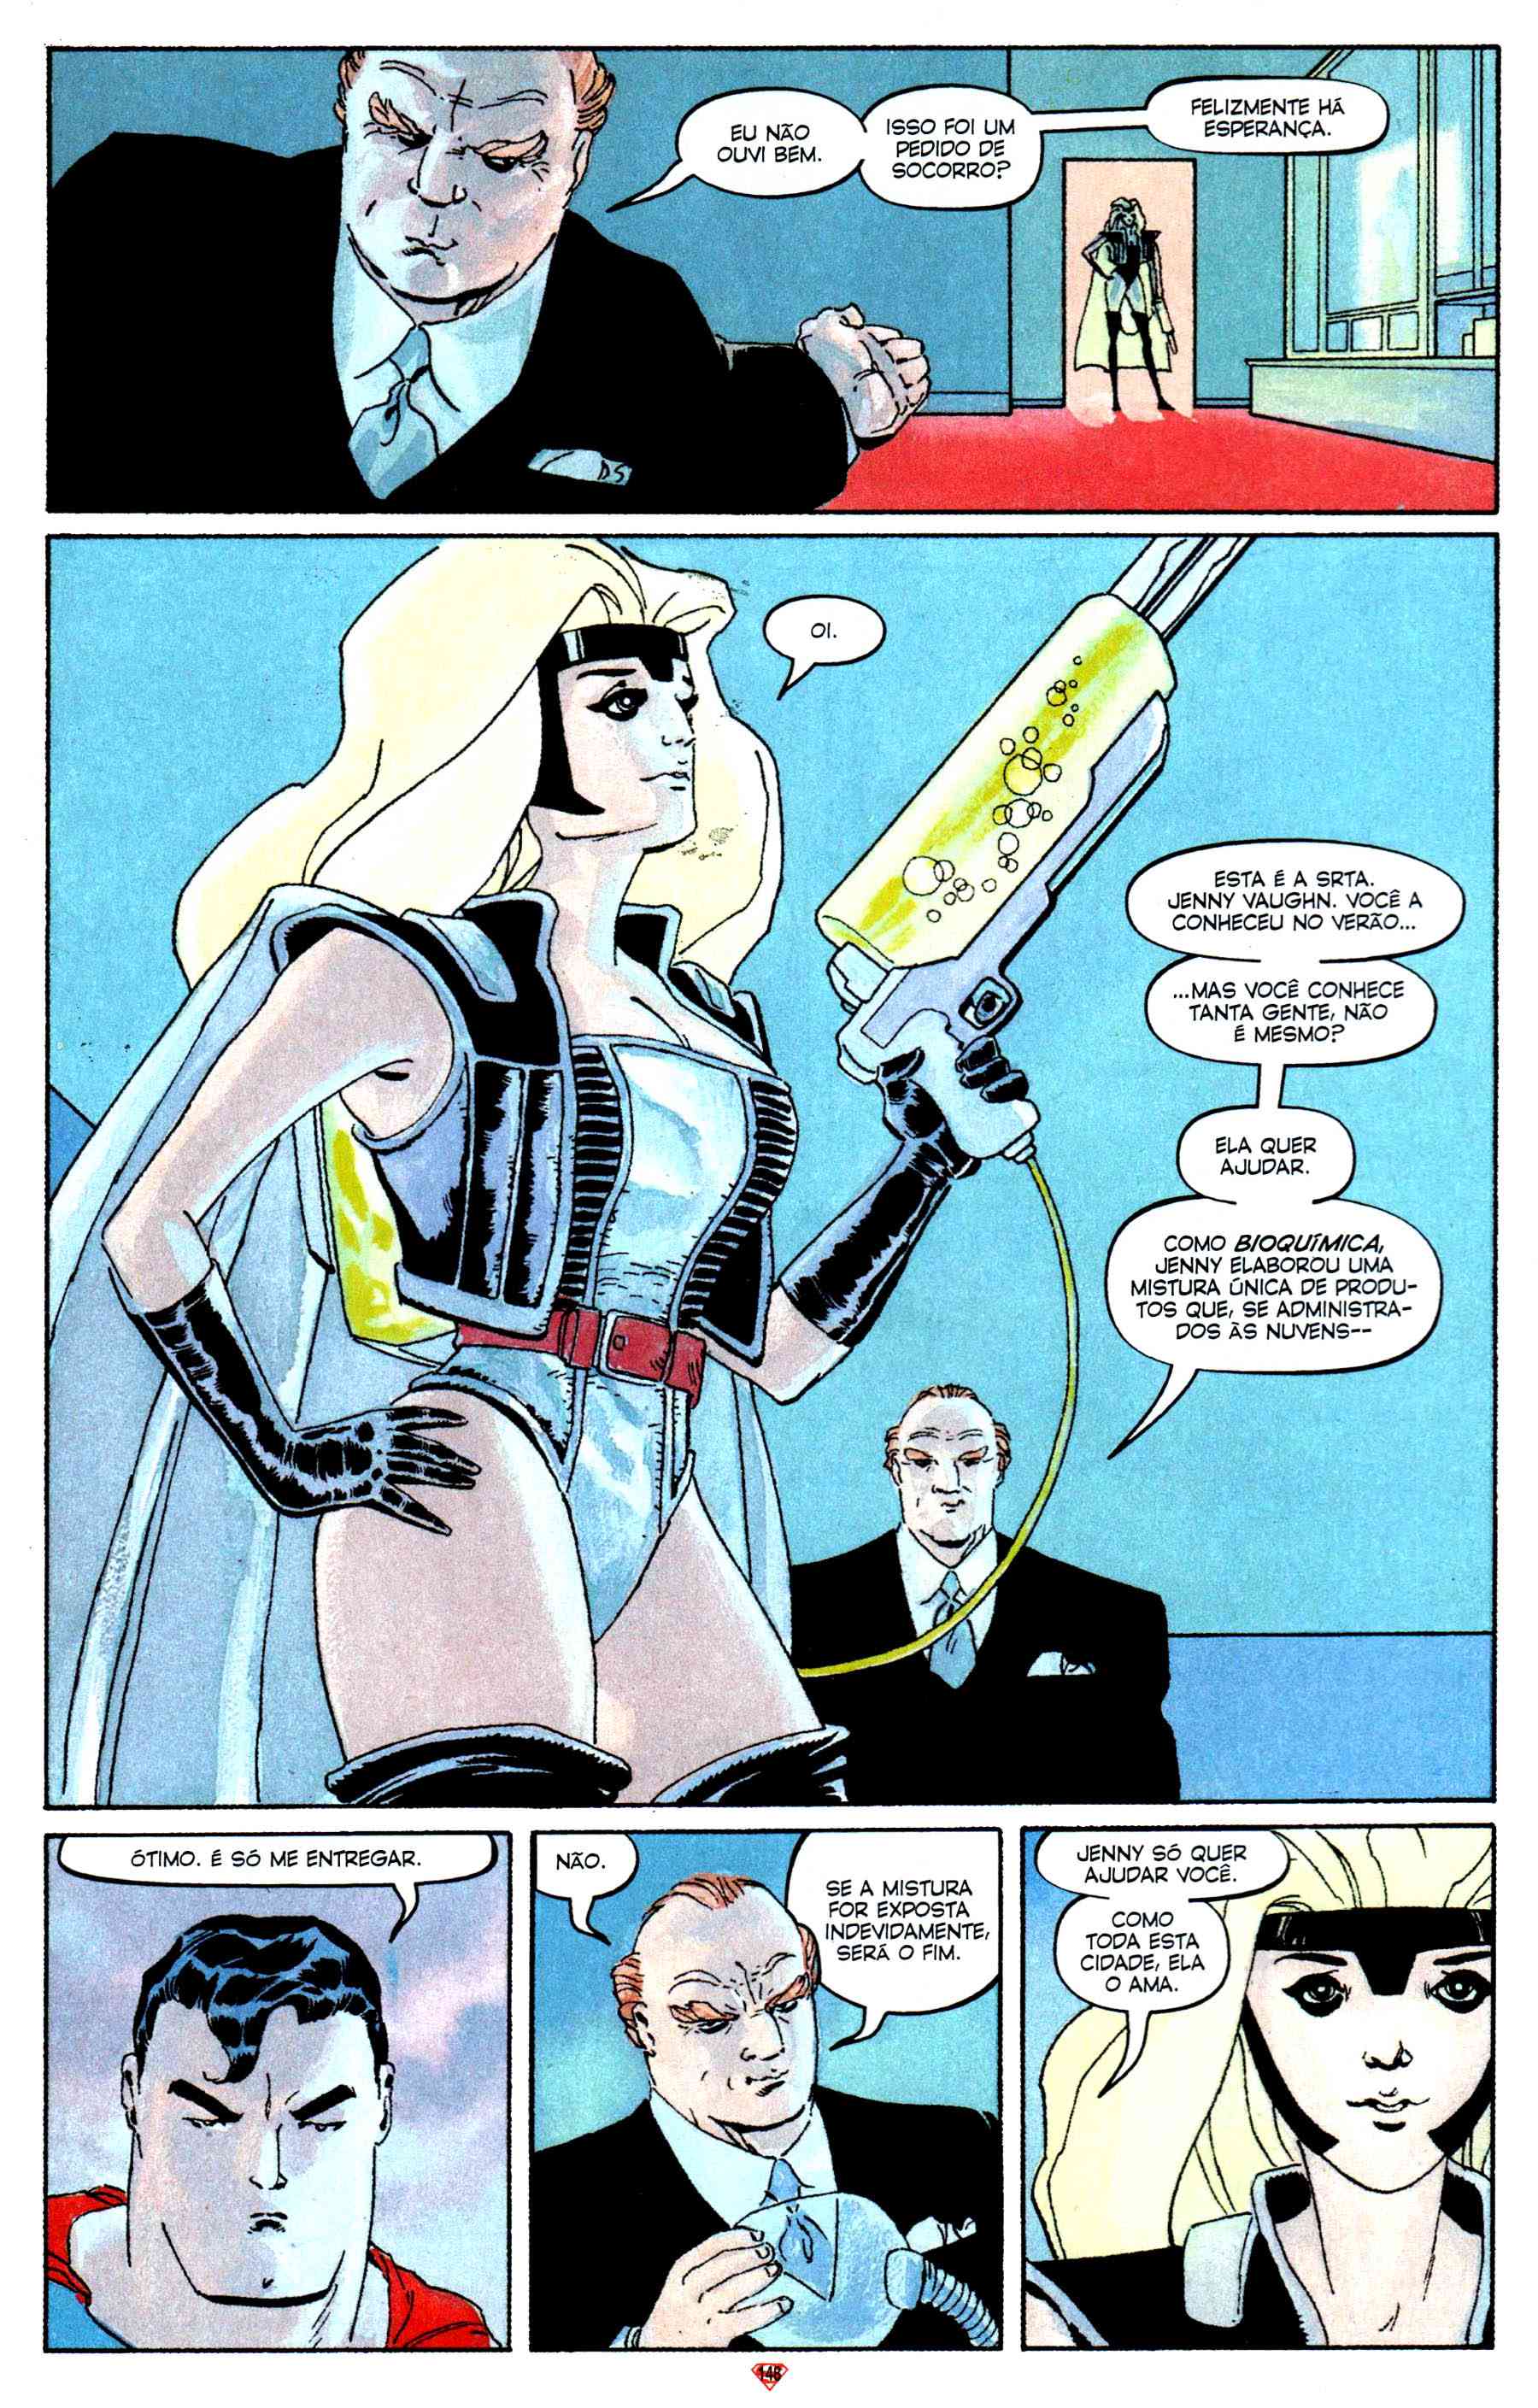 EU NÃO
OUVI BEM.
ISSO FOI UM
PEDIDO DE
SOCORRO?
FELIZMENTE HÁ
ESPERANÇA.
DS
OI.
ESTA É A SRTA.
JENNY VAUGHN. VOCÊ A
CONHECEU NO VERÃO...
...MAS VOCÊ CONHECE
TANTA GENTE, NÃO
É MESMO?
ELA QUER
AJUDAR.
COMO BIOQUÍMICA,
JENNY ELABOROU UMA
MISTURA ÚNICA DE PRODU-
TOS QUE, SE ADMINISTRA-
DOS ÀS NUVENS--
ÓTIMO. É SÓ ME ENTREGAR.
NÃO.
SE A MISTURA
FOR EXPOSTA
INDEVIDAMENTE,
SERÁ O FIM.
JENNY SÓ QUER
AJUDAR VOCÊ.
COMO
TODA ESTA
CIDADE, ELA
O AMA.